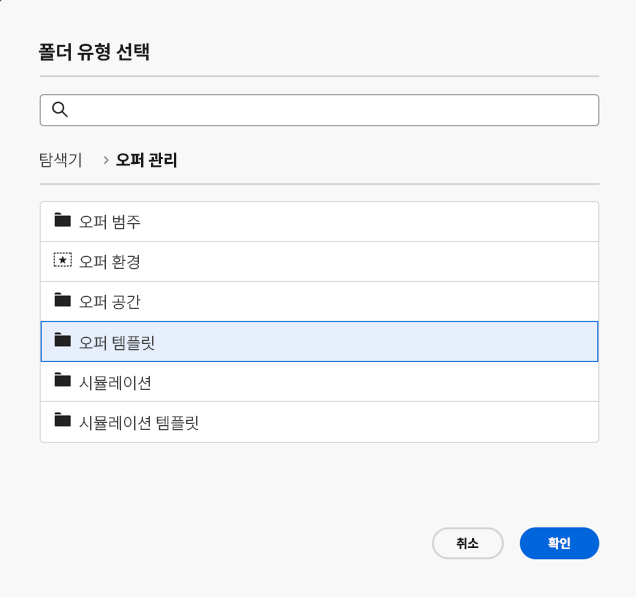 폴더 유형 선택
탐색기 > 오퍼 관리
오퍼 범주
오퍼 환경
오퍼 공간
오퍼 템플릿
시뮬레이션
시뮬레이션 템플릿
취소 확인